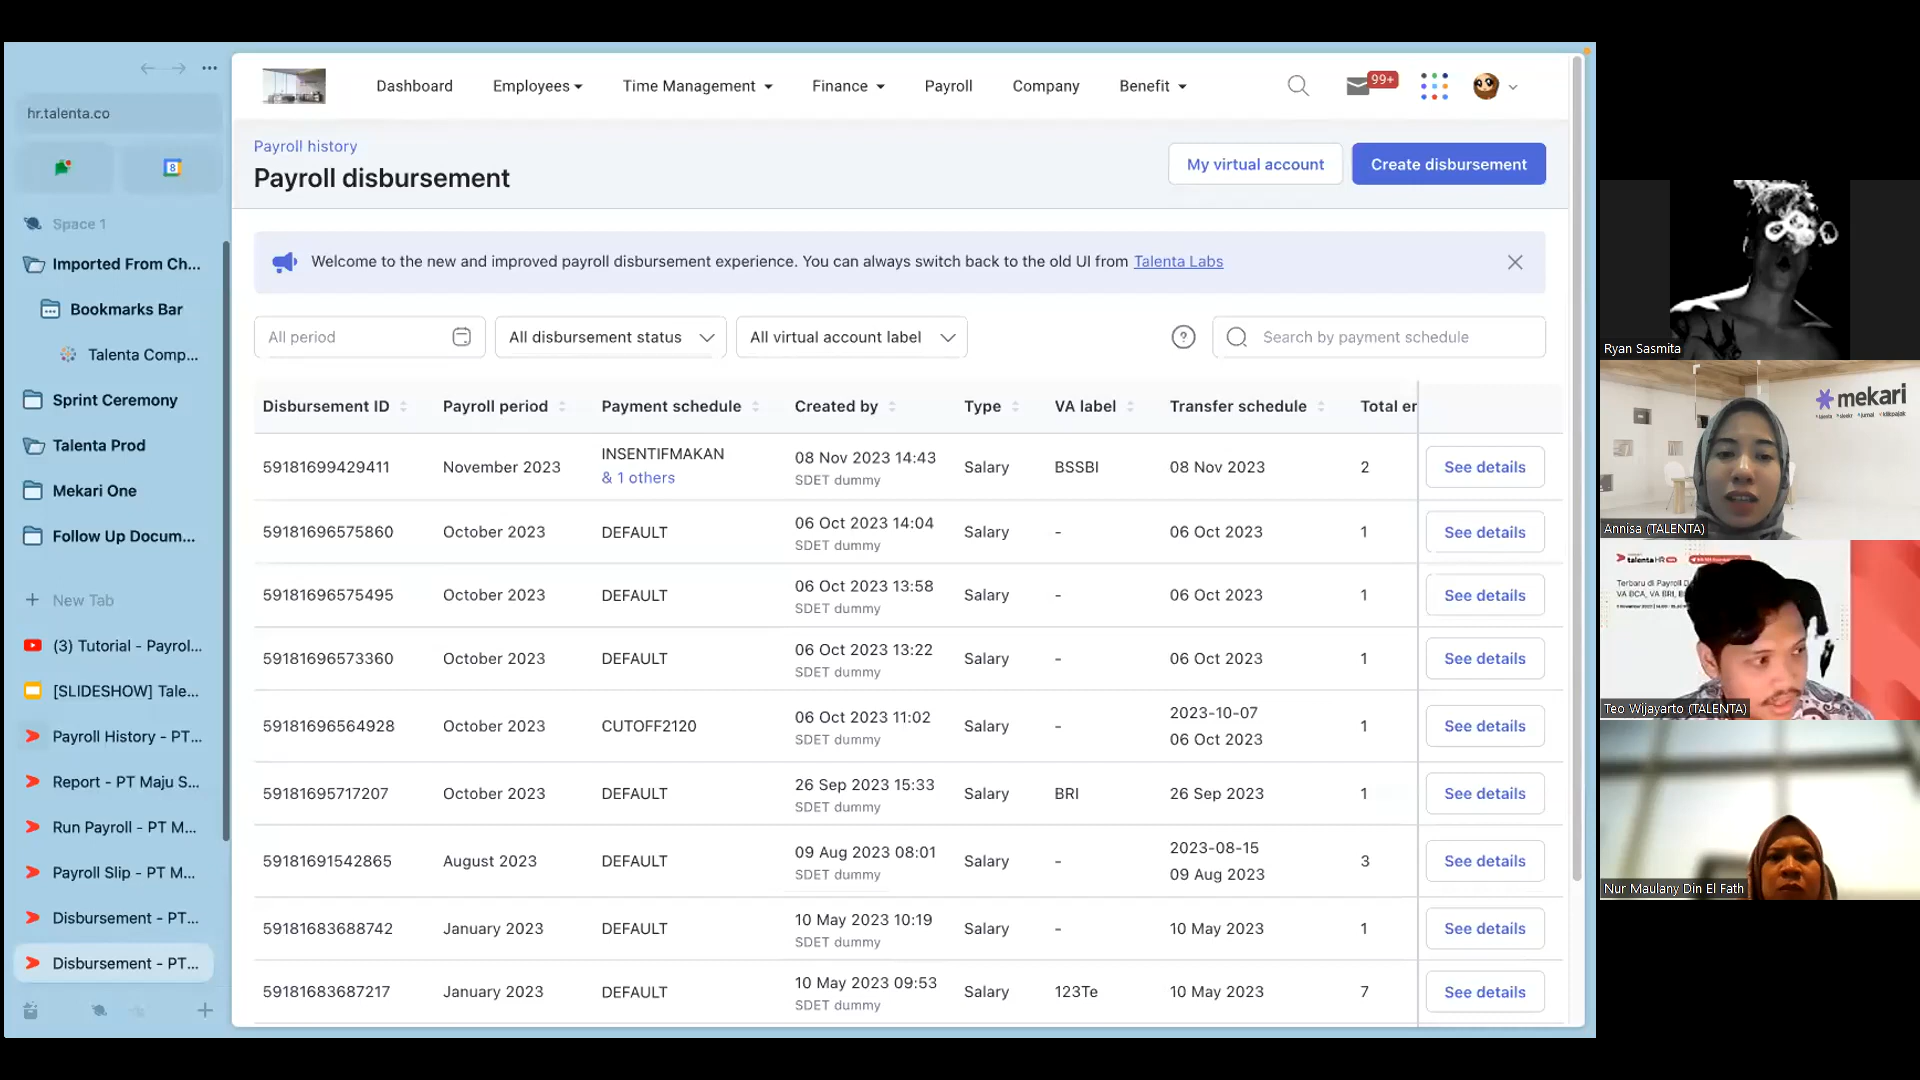 hr.talenta.co
Space 1
Imported From Ch...
Bookmarks Bar
Talenta Comp...
Sprint Ceremony
Talenta Prod
Mekari One
Follow Up Docum...
New Tab
(3) Tutorial - Payrol...
[SLIDESHOW] Tale...
Payroll History - PT...
Report - PT Maju S...
Run Payroll - PT M...
Payroll Slip - PT M...
Disbursement - PT...
Disbursement - PT...
Dashboard Employees Time Management Finance Payroll Company Benefit 99+
Payroll history
Payroll disbursement
My virtual account Create disbursement
Welcome to the new and improved payroll disbursement experience. You can always switch back to the old UI from Talenta Labs
All period All disbursement status All virtual account label Search by payment schedule
Disbursement ID Payroll period Payment schedule Created by Type VA label Transfer schedule Total er
59181699429411 November 2023 INSENTIFMAKAN & 1 others 08 Nov 2023 14:43 SDET dummy Salary BSSBI 08 Nov 2023 2 See details
59181696575860 October 2023 DEFAULT 06 Oct 2023 14:04 SDET dummy Salary - 06 Oct 2023 1 See details
59181696575495 October 2023 DEFAULT 06 Oct 2023 13:58 SDET dummy Salary - 06 Oct 2023 1 See details
59181696573360 October 2023 DEFAULT 06 Oct 2023 13:22 SDET dummy Salary - 06 Oct 2023 1 See details
59181696564928 October 2023 CUTOFF2120 06 Oct 2023 11:02 SDET dummy Salary - 2023-10-07 06 Oct 2023 1 See details
59181695717207 October 2023 DEFAULT 26 Sep 2023 15:33 SDET dummy Salary BRI 26 Sep 2023 1 See details
59181691542865 August 2023 DEFAULT 09 Aug 2023 08:01 SDET dummy Salary - 2023-08-15 09 Aug 2023 3 See details
59181683688742 January 2023 DEFAULT 10 May 2023 10:19 SDET dummy Salary - 10 May 2023 1 See details
59181683687217 January 2023 DEFAULT 10 May 2023 09:53 SDET dummy Salary 123Te 10 May 2023 7 See details
Ryan Sasmita
mekari
Annisa (TALENTA)
talenta HR
Terbaru di Payroll D
VA BCA, VA BRI, B
Teo Wijayarto (TALENTA)
Nur Maulany Din El Fath